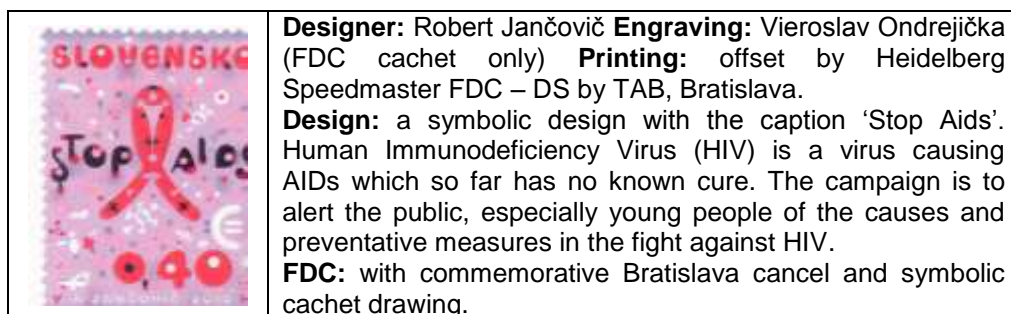 SLOVENSKO
STOP AIDS
€
0,40
Designer: Robert Jančovič Engraving: Vieroslav Ondrejička
(FDC cachet only) Printing: offset by Heidelberg
Speedmaster FDC – DS by TAB, Bratislava.
Design: a symbolic design with the caption ‘Stop Aids’.
Human Immunodeficiency Virus (HIV) is a virus causing
AIDs which so far has no known cure. The campaign is to
alert the public, especially young people of the causes and
preventative measures in the fight against HIV.
FDC: with commemorative Bratislava cancel and symbolic
cachet drawing.